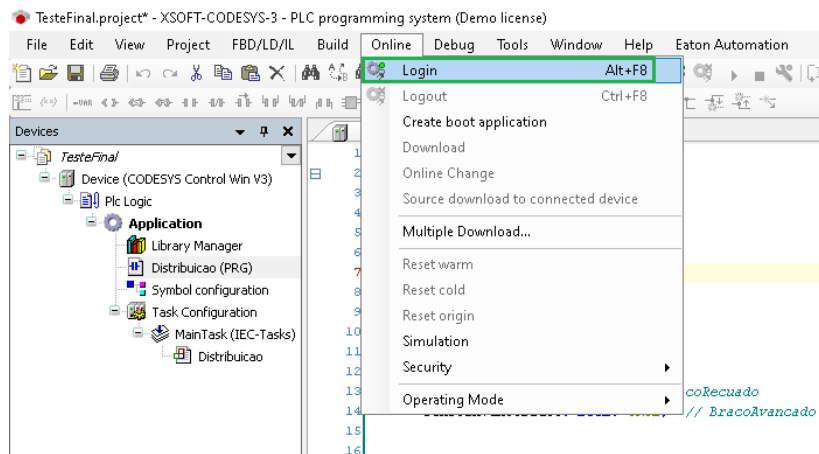 TesteFinal.project* - XSOFT-CODESYS-3 - PLC programming system (Demo license)
File Edit View Project FBD/LD/IL Build Online Debug Tools Window Help Eaton Automation
Login Alt+F8
Logout Ctrl+F8
Create boot application
Download
Online Change
Source download to connected device
Multiple Download...
Reset warm
Reset cold
Reset origin
Simulation
Security
Operating Mode
Devices
TesteFinal
Device (CODESYS Control Win V3)
Plc Logic
Application
Library Manager
Distribuicao (PRG)
Symbol configuration
Task Configuration
MainTask (IEC-Tasks)
Distribuicao
1
2
3
4
5
6
7
8
9
10
11
12
13 coRecuado
14 // BracoAvancado
15
16